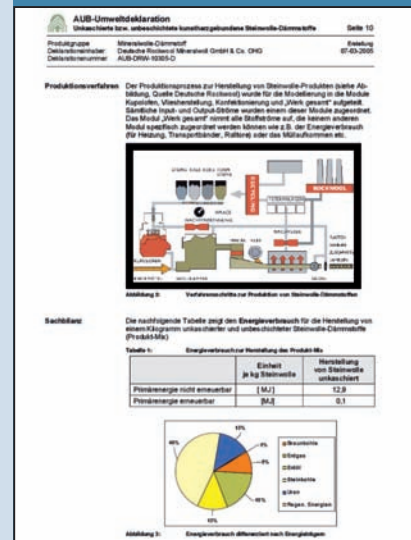 AUB-Umweltdeklaration
Unkaschierte bzw. unbeschichtete kunstharzgebundene Steinwolle-Dämmstoffe Seite 10
Produktgruppe Mineralwolle-Dämmstoff Erstellung
Deklarationsinhaber Deutsche Rockwool Mineralwoll GmbH & Co. OHG 07-03-2005
Deklarationsnummer
Produktionsverfahren Der Produktionsprozess zur Herstellung von Steinwolle-Produkten (siehe Ab-
bildung, Quelle Deutsche Rockwool) wurde für die Modellierung in die Module
Kupolofen, Vliesherstellung, Konfektionierung und „Werk gesamt“ aufgeteilt.
Sämtliche Input- und Output-Ströme wurden einem dieser Module zugeordnet.
Das Modul „Werk gesamt“ nimmt alle Stoffströme auf, die keinem anderen
Modul spezifisch zugeordnet werden können wie z.B. der Energieverbrauch
(für Heizung, Transportbänder, Rolltore) oder das Müllaufkommen etc.
RECYCLING
ROCKWOOL
Abbildung 2: Verfahrensschritte zur Produktion von Steinwolle-Dämmstoffen
Sachbilanz Die nachfolgende Tabelle zeigt den Energieverbrauch für die Herstellung von
einem Kilogramm unkaschierter und unbeschichteter Steinwolle-Dämmstoffe
(Produkt-Mix)
Tabelle 1: Energieverbrauch zur Herstellung des Produkt-Mix
Einheit
je kg Steinwolle
Herstellung
von Steinwolle
unkaschiert
Primärenergie nicht erneuerbar [MJ] 12,9
Primärenergie erneuerbar [MJ] 0,1
Braunkohle
Erdgas
Erdöl
Steinkohle
Uran
Regen. Energien
Abbildung 3: Energieverbrauch differenziert nach Energieträgern